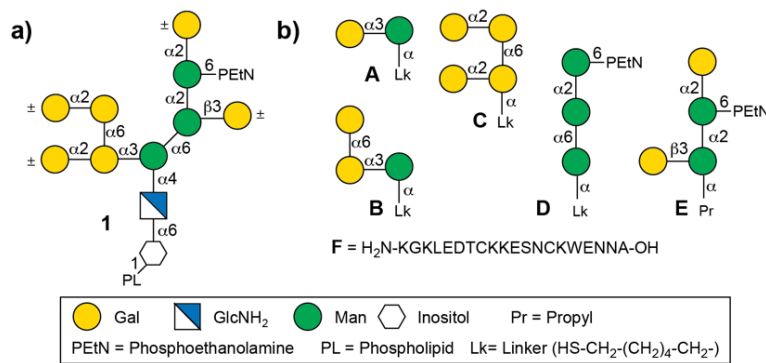 a)
±
α2
6
PEtN
α2
β3
±
α2
α6
α6
±
α2
α3
±
α4
1
α6
1
PL
b)
α3
α
A
Lk
α6
α3
α
B
Lk
α2
α6
α2
α
C
Lk
6
PEtN
α2
α6
α
D
Lk
α2
6
PEtN
α2
β3
α
E
Pr
F = H₂N-KGKLEDTCKKESNCKWENNA-OH
Gal GlcNH₂ Man Inositol Pr = Propyl
PEtN = Phosphoethanolamine PL = Phospholipid Lk= Linker (HS-CH₂-(CH₂)₄-CH₂-)